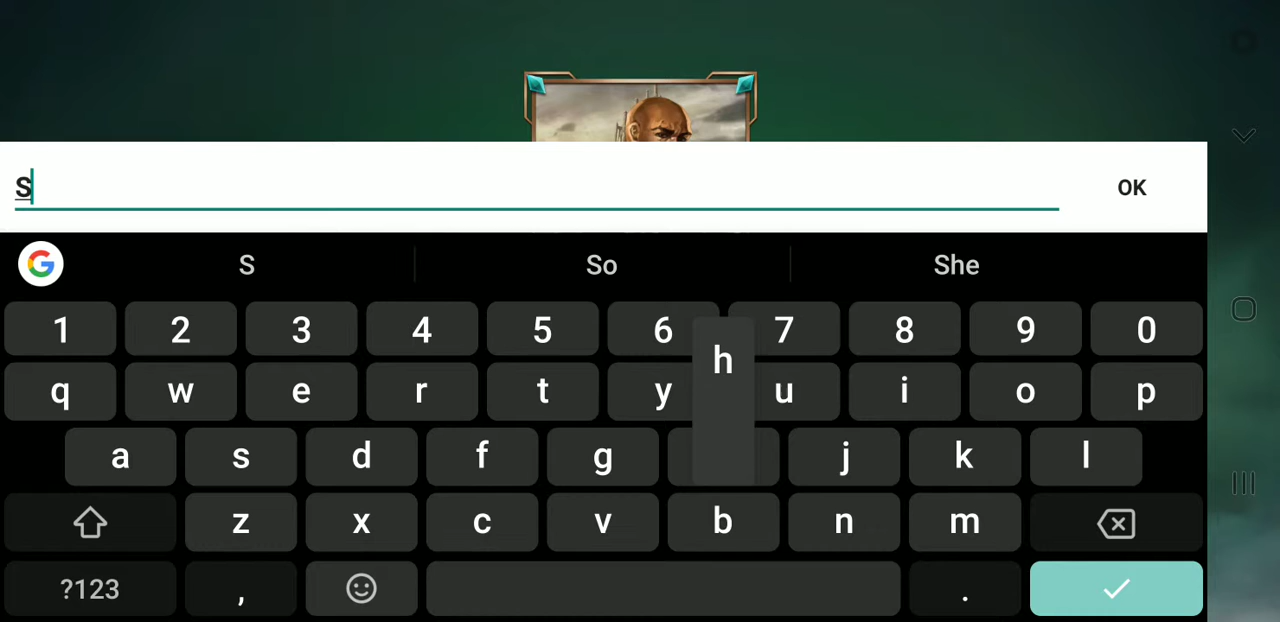 S
OK
S So She
1 2 3 4 5 6 7 8 9 0
q w e r t y u i o p
h
a s d f g j k l
z x c v b n m
?123 , .